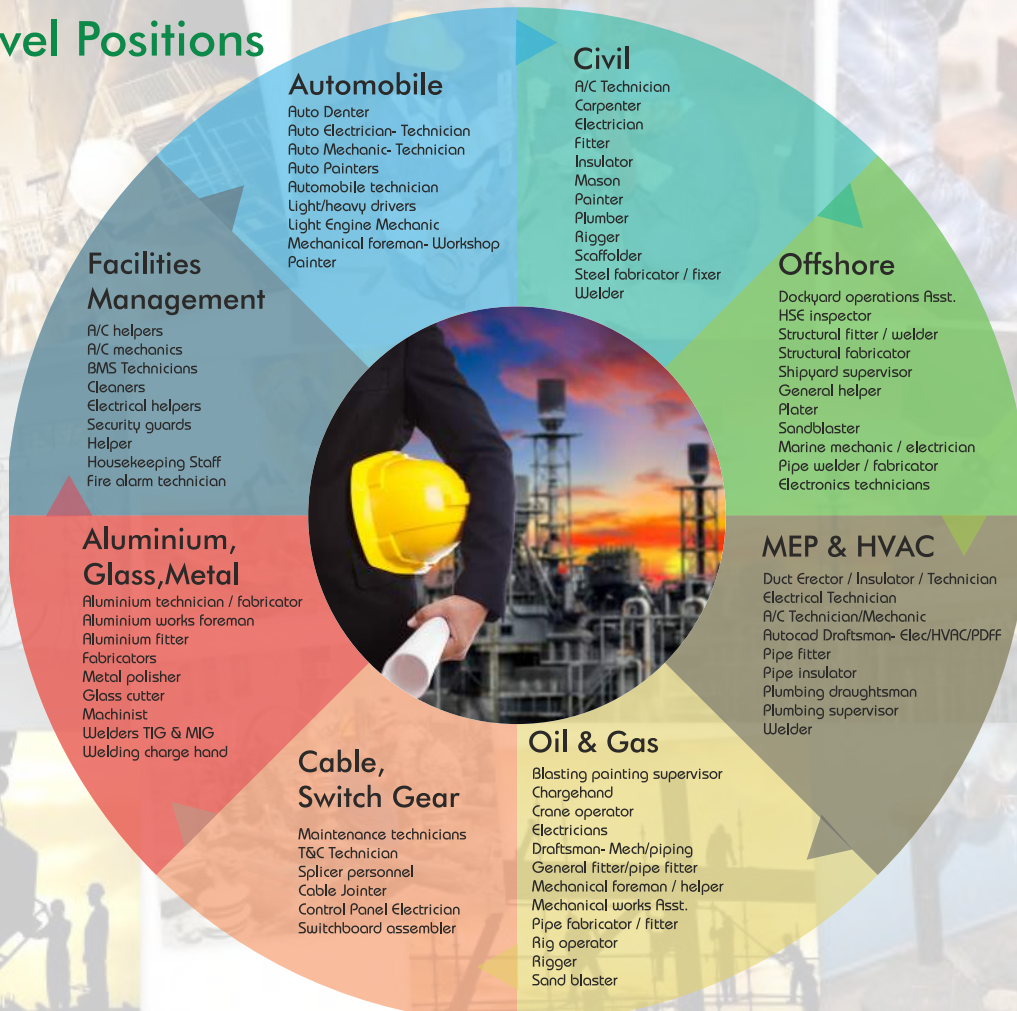 vel Positions
Automobile
Auto Denter
Auto Electrician- Technician
Auto Mechanic- Technician
Auto Painters
Automobile technician
Light/heavy drivers
Light Engine Mechanic
Mechanical foreman- Workshop
Painter
Civil
A/C Technician
Carpenter
Electrician
Fitter
Insulator
Mason
Painter
Plumber
Rigger
Scaffolder
Steel fabricator / fixer
Welder
Offshore
Dockyard operations Asst.
HSE inspector
Structural fitter / welder
Structural fabricator
Shipyard supervisor
General helper
Plater
Sandblaster
Marine mechanic / electrician
Pipe welder / fabricator
Electronics technicians
MEP & HVAC
Duct Erector / Insulator / Technician
Electrical Technician
A/C Technician/Mechanic
Autocad Draftsman- Elec/HVAC/PDFF
Pipe fitter
Pipe insulator
Plumbing draughtsman
Plumbing supervisor
Welder
Oil & Gas
Blasting painting supervisor
Chargehand
Crane operator
Electricians
Draftsman- Mech/piping
General fitter/pipe fitter
Mechanical foreman / helper
Mechanical works Asst.
Pipe fabricator / fitter
Rig operator
Rigger
Sand blaster
Cable,
Switch Gear
Maintenance technicians
T&C Technician
Splicer personnel
Cable Jointer
Control Panel Electrician
Switchboard assembler
Aluminium,
Glass,Metal
Aluminium technician / fabricator
Aluminium works foreman
Aluminium fitter
Fabricators
Metal polisher
Glass cutter
Machinist
Welders TIG & MIG
Welding charge hand
Facilities
Management
A/C helpers
A/C mechanics
BMS Technicians
Cleaners
Electrical helpers
Security guards
Helper
Housekeeping Staff
Fire alarm technician